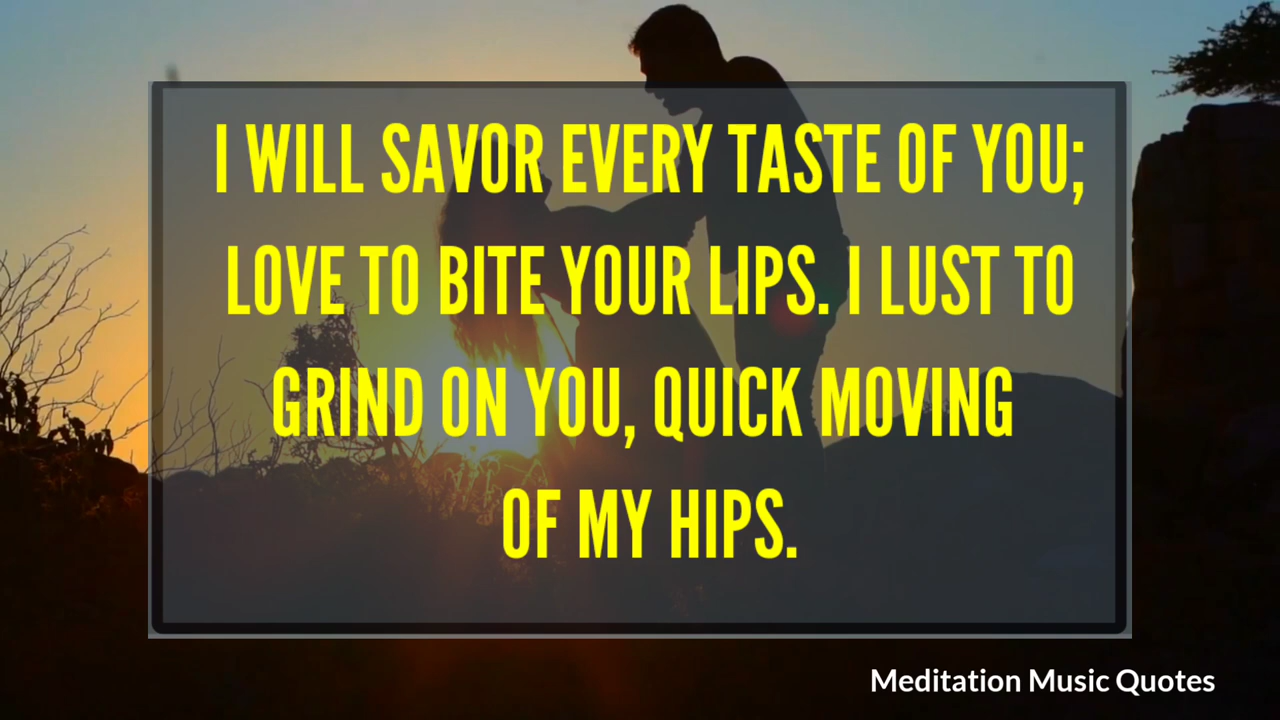 I WILL SAVOR EVERY TASTE OF YOU;
LOVE TO BITE YOUR LIPS. I LUST TO
GRIND ON YOU, QUICK MOVING
OF MY HIPS.
Meditation Music Quotes